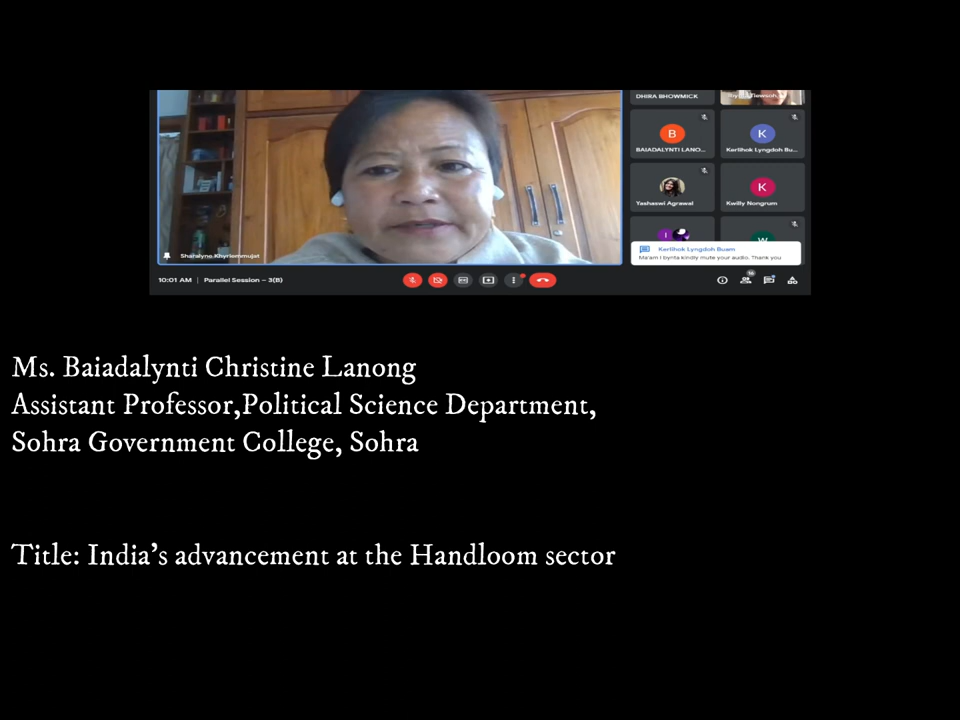 DHIRA BHOWMICK
B
K
BAIADALYNTI LANO...
Kerlihok Lyngdoh Bu...
K
Yashaswi Agrawal
Kwilly Nongrum
I
W
Kerlihok Lyngdoh Buam
Ma'am I bynta kindly mute your audio. Thank you
Sharalyne Khyriemmujat
10:01 AM | Parallel Session – 3(B)
16
Ms. Baiadalynti Christine Lanong
Assistant Professor,Political Science Department,
Sohra Government College, Sohra
Title: India's advancement at the Handloom sector